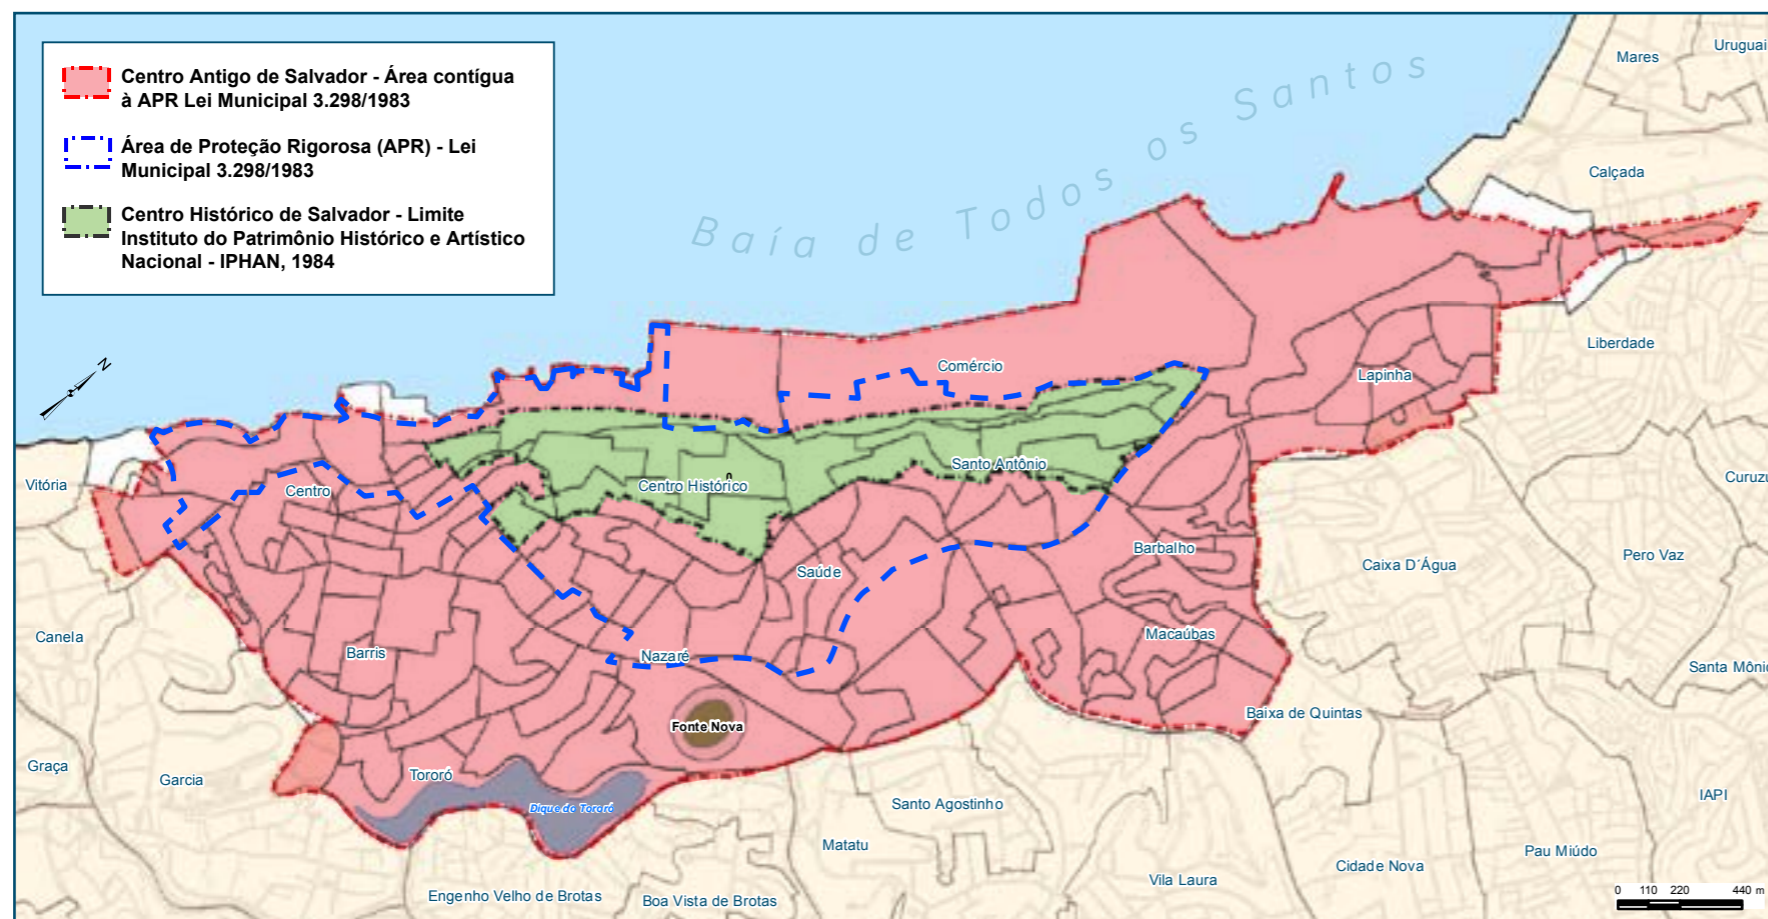 Centro Antigo de Salvador - Área contígua
à APR Lei Municipal 3.298/1983
Área de Proteção Rigorosa (APR) - Lei
Municipal 3.298/1983
Centro Histórico de Salvador - Limite
Instituto do Patrimônio Histórico e Artístico
Nacional - IPHAN, 1984
Baía de Todos os Santos
Mares
Uruguai
Calçada
Liberdade
N
Comércio
Lapinha
Vitória
Centro
Centro Histórico
Santo Antônio
Curuzu
Saúde
Barbalho
Caixa D´Água
Pero Vaz
Canela
Barris
Nazaré
Macaúbas
Santa Môni
Fonte Nova
Baixa de Quintas
Graça
Garcia
Tororó
Dique do Tororó
Santo Agostinho
IAPI
Matatu
Pau Miúdo
Cidade Nova
Vila Laura
Engenho Velho de Brotas
Boa Vista de Brotas
0 110 220 440 m